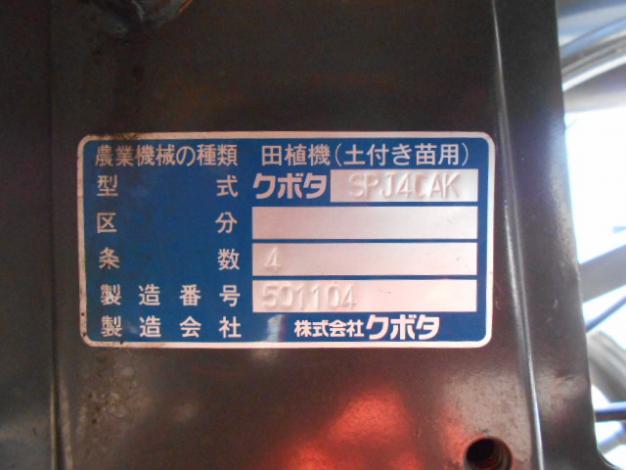 農業機械の種類 田植機(土付き苗用)
型式 クボタ SPJ4CAK
区分
条数 4
製造番号 501104
製造会社 株式会社クボタ